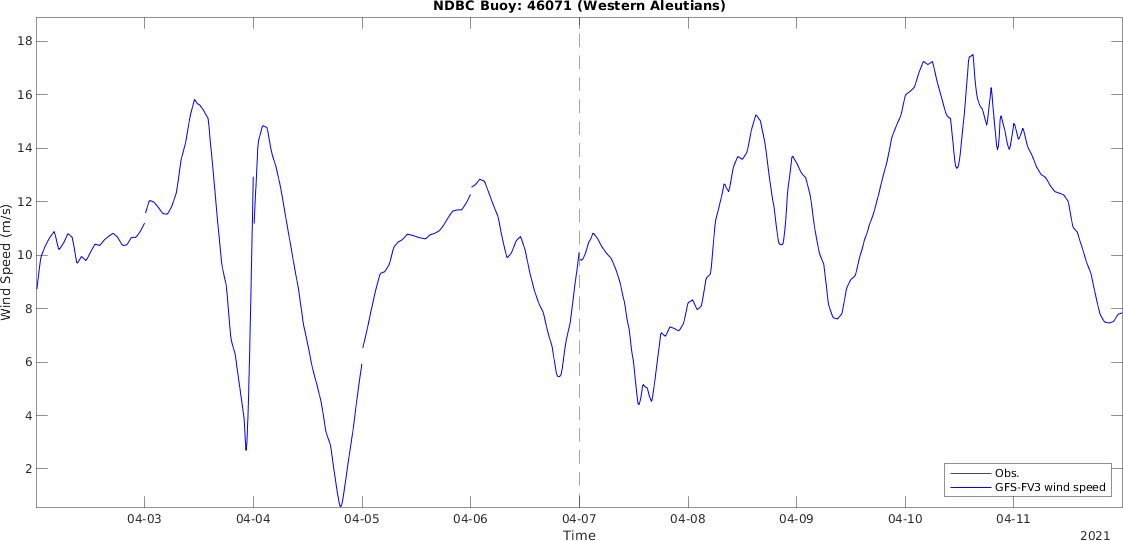 NDBC Buoy: 46071 (Western Aleutians)
18
16
14
12
10
8
6
4
2
Wind Speed (m/s)
04-03 04-04 04-05 04-06 04-07 04-08 04-09 04-10 04-11
Time
2021
Obs.
GFS-FV3 wind speed